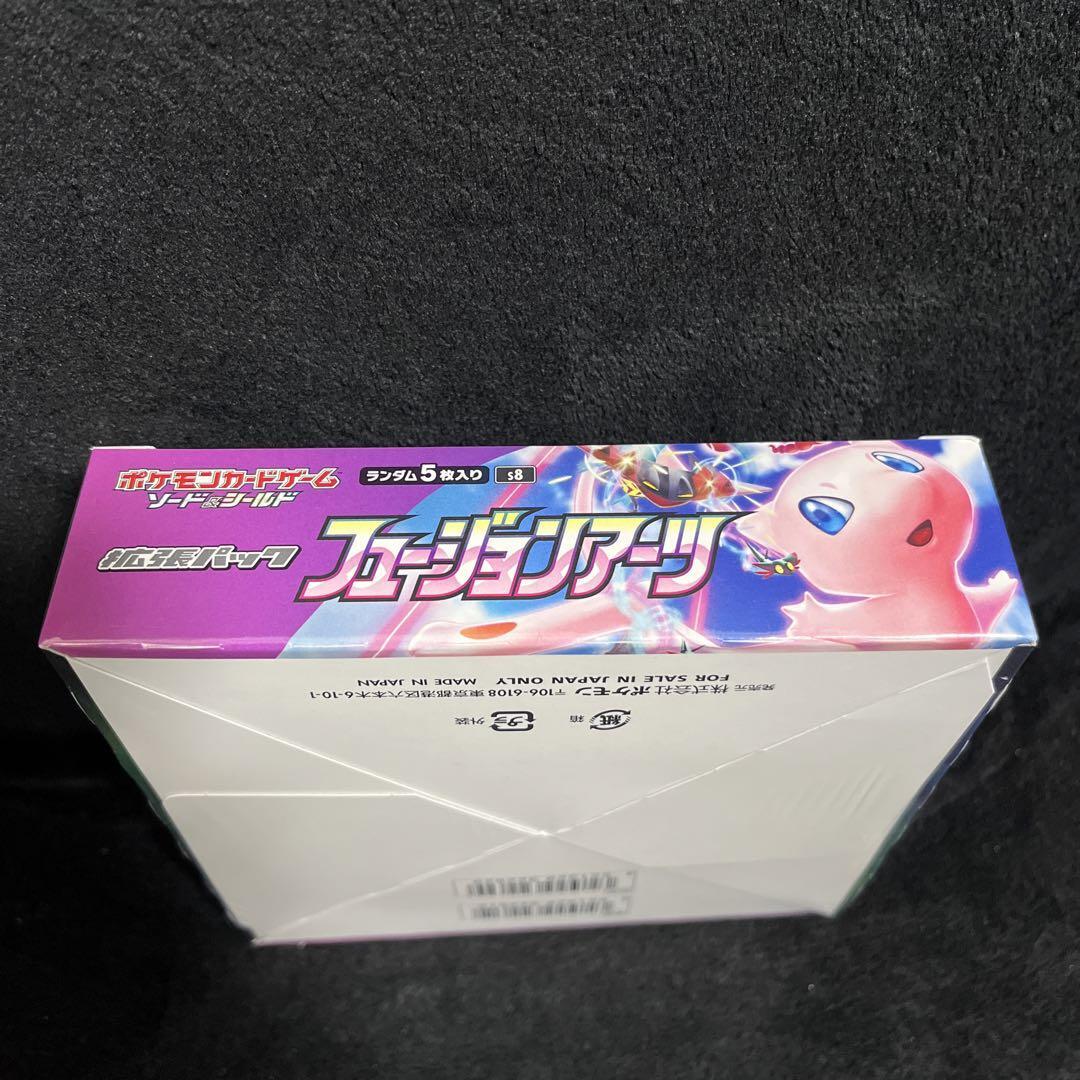 ポケモンカードゲーム
ソード&シールド
ランダム5枚入り
S8
拡張パック
フュージョンアーツ
発売元 株式会社 ポケモン 〒106-6108 東京都港区六本木6-10-1
FOR SALE IN JAPAN ONLY MADE IN JAPAN
紙 箱
プラ 外装